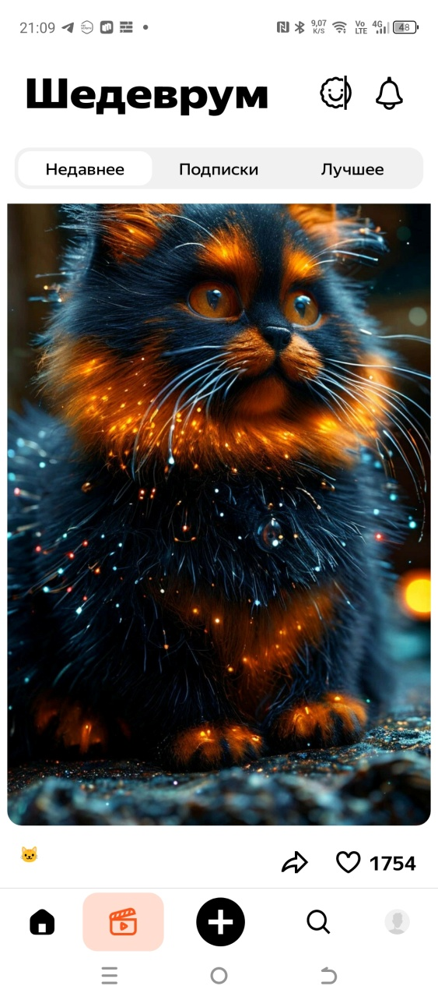 21:09
9,07 K/S
Vo LTE
4G
48
Шедеврум
Недавнее
Подписки
Лучшее
1754